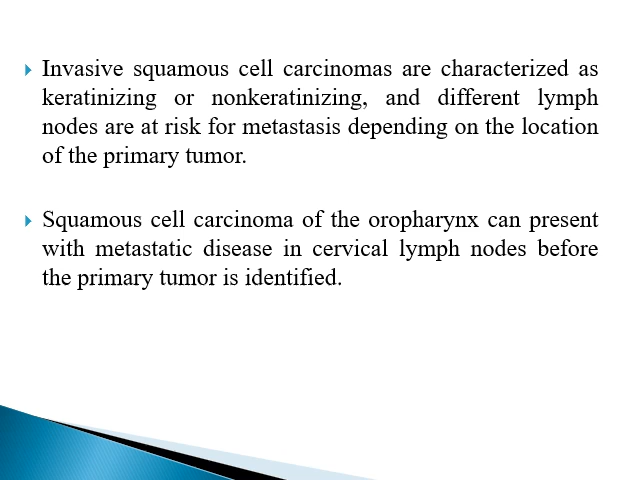 Invasive squamous cell carcinomas are characterized as
keratinizing or nonkeratinizing, and different lymph
nodes are at risk for metastasis depending on the location
of the primary tumor.
Squamous cell carcinoma of the oropharynx can present
with metastatic disease in cervical lymph nodes before
the primary tumor is identified.